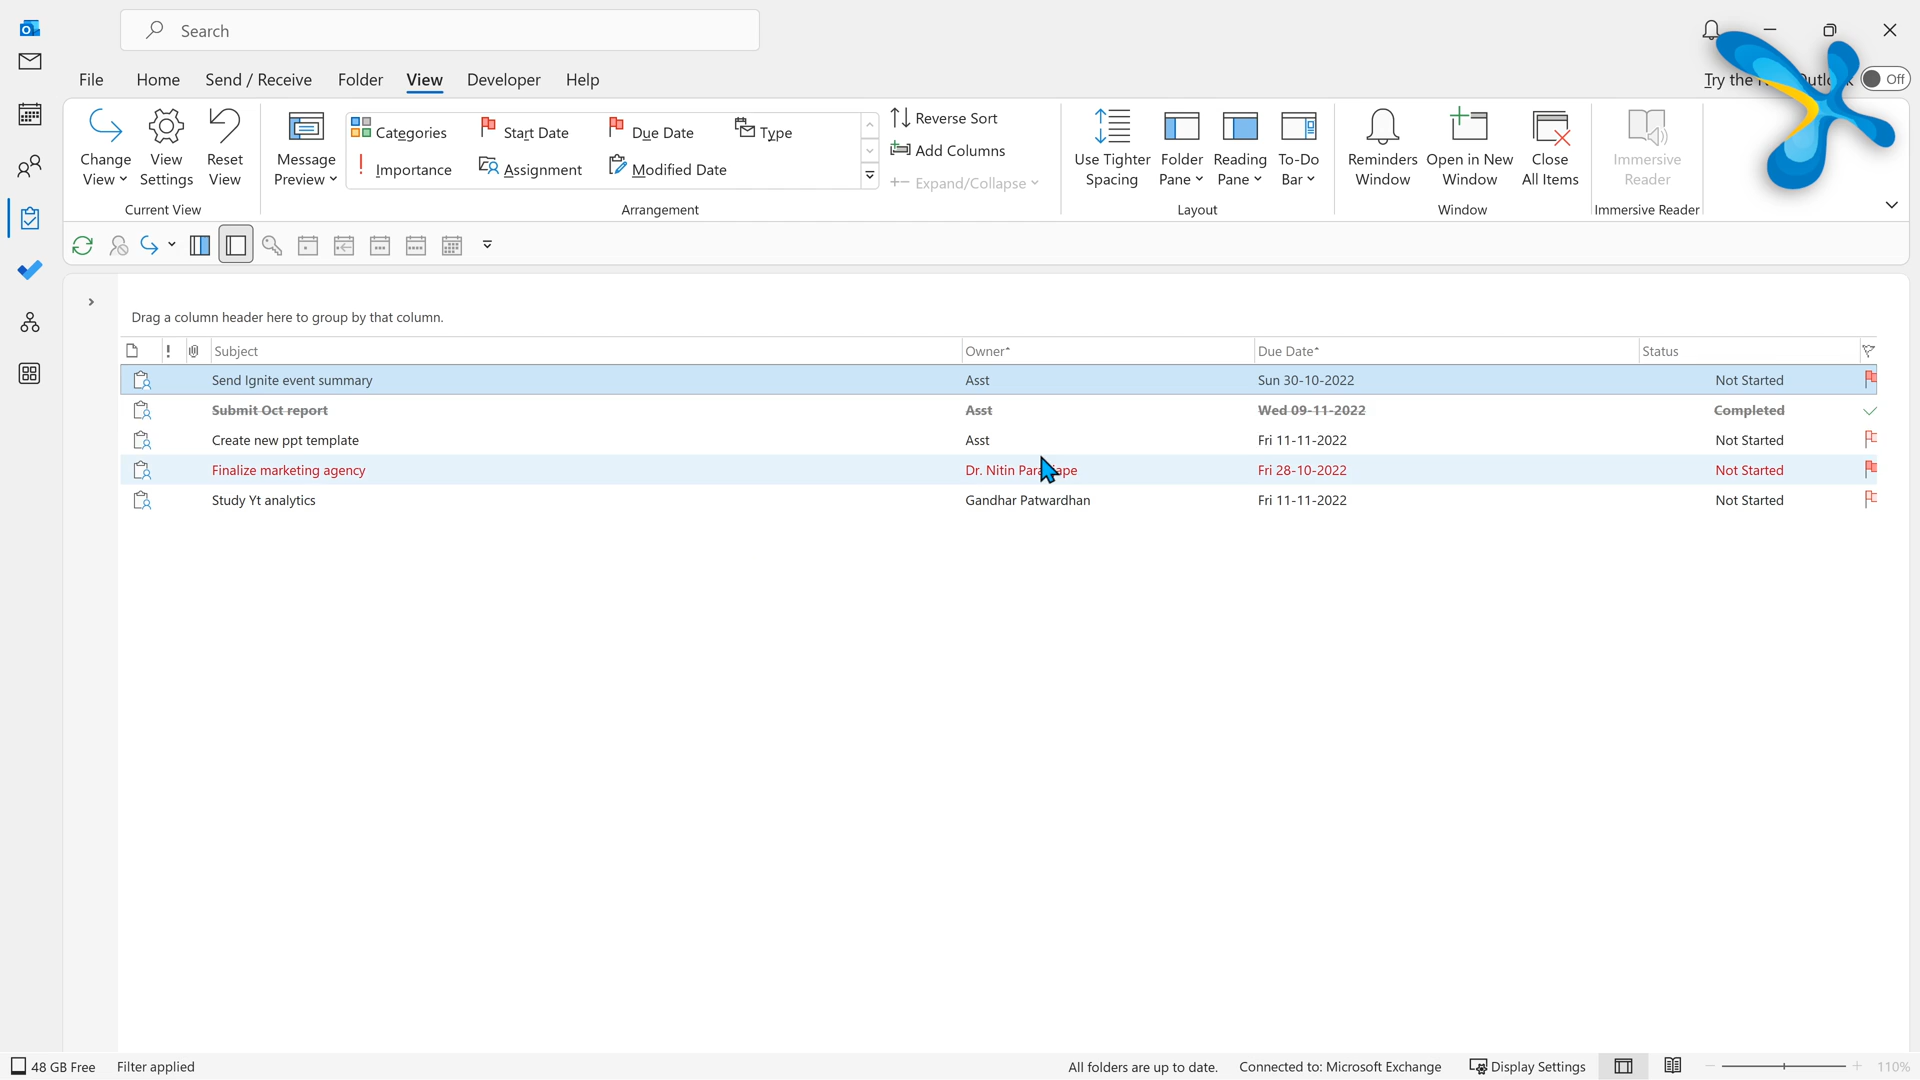 Search
File Home Send / Receive Folder View Developer Help
Try the Off
Change View
View Settings
Reset View
Current View
Message Preview
Categories Start Date Due Date Type
Importance Assignment Modified Date
Arrangement
Reverse Sort
Add Columns
Expand/Collapse
Use Tighter Spacing
Folder Pane
Reading Pane
To-Do Bar
Layout
Reminders Window
Open in New Window
Close All Items
Window
Immersive Reader
Immersive Reader
Drag a column header here to group by that column.
! Subject Owner Due Date Status
Send Ignite event summary Asst Sun 30-10-2022 Not Started
Submit Oct report Asst Wed 09-11-2022 Completed
Create new ppt template Asst Fri 11-11-2022 Not Started
Finalize marketing agency Dr. Nitin Fri 28-10-2022 Not Started
Study Yt analytics Gandhar Patwardhan Fri 11-11-2022 Not Started
48 GB Free Filter applied All folders are up to date. Connected to: Microsoft Exchange Display Settings 110%